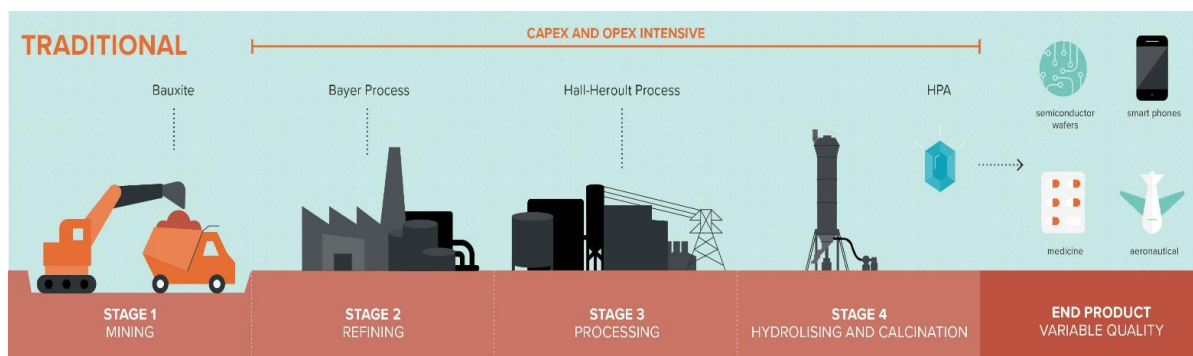 TRADITIONAL
CAPEX AND OPEX INTENSIVE
Bauxite
Bayer Process
Hall-Heroult Process
HPA
semiconductor
wafers
smart phones
medicine
aeronautical
STAGE 1
MINING
STAGE 2
REFINING
STAGE 3
PROCESSING
STAGE 4
HYDROLISING AND CALCINATION
END PRODUCT
VARIABLE QUALITY